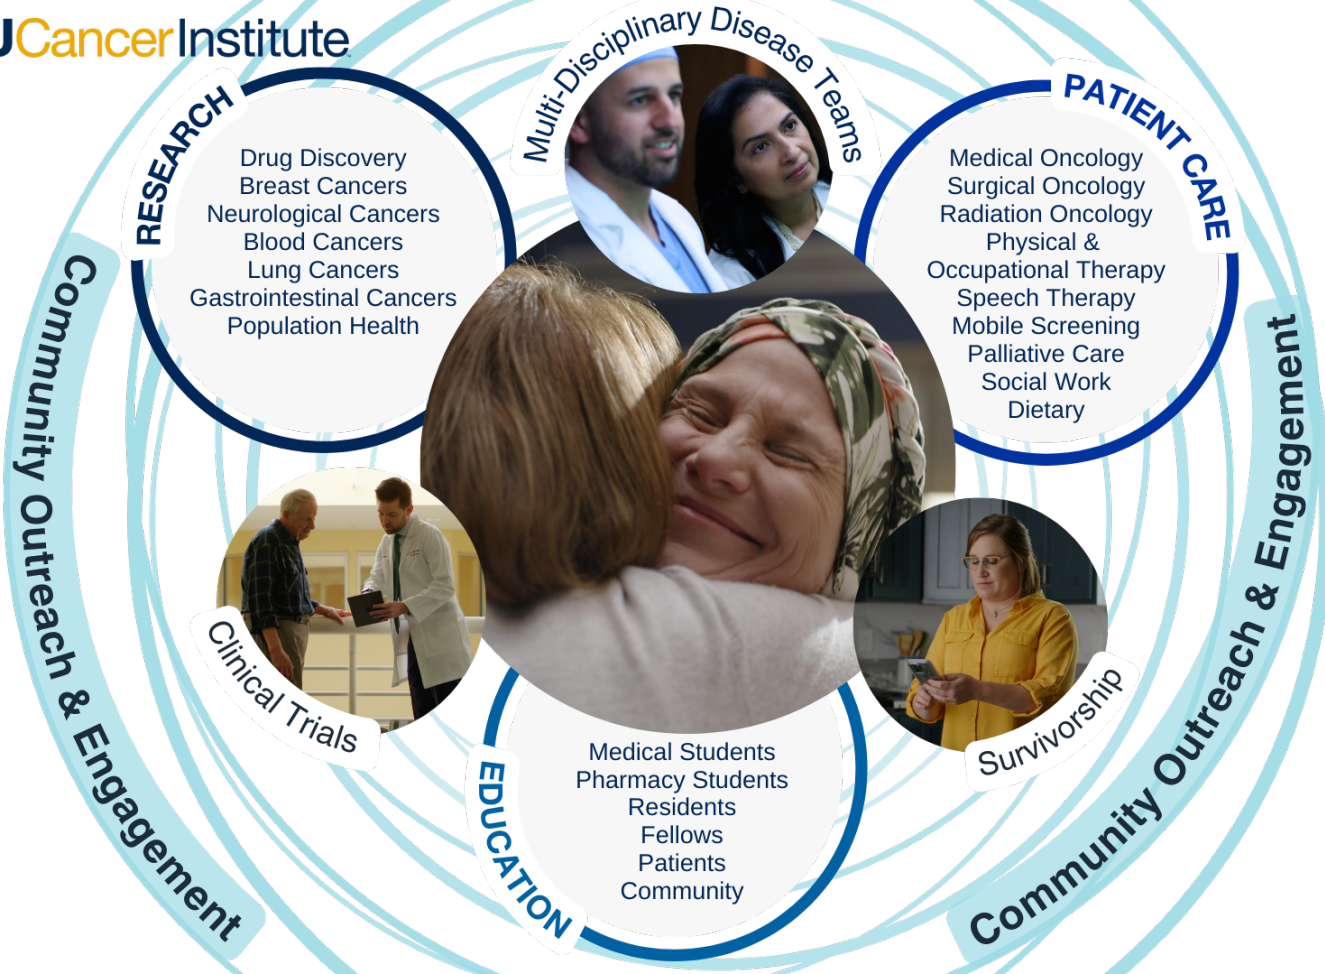 CancerInstitute
Multi-Disciplinary Disease Teams
RESEARCH
Drug Discovery
Breast Cancers
Neurological Cancers
Blood Cancers
Lung Cancers
Gastrointestinal Cancers
Population Health
PATIENT CARE
Medical Oncology
Surgical Oncology
Radiation Oncology
Physical &
Occupational Therapy
Speech Therapy
Mobile Screening
Palliative Care
Social Work
Dietary
Community Outreach & Engagement
Community Outreach & Engagement
Clinical Trials
Survivorship
EDUCATION
Medical Students
Pharmacy Students
Residents
Fellows
Patients
Community